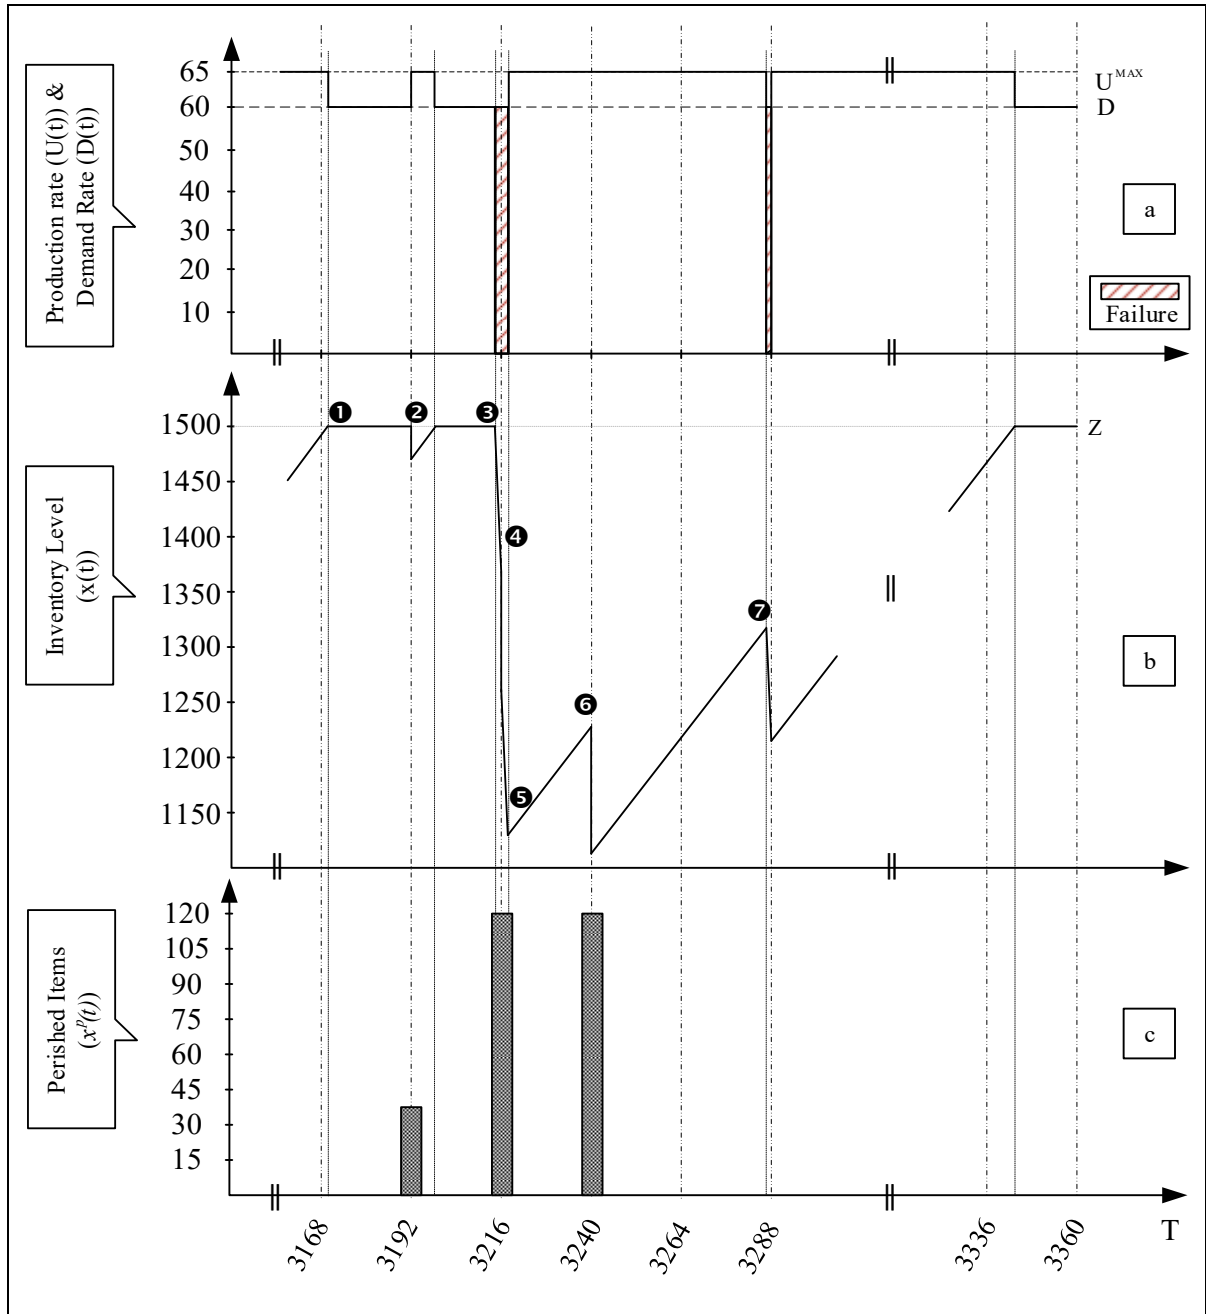 Production rate (U(t)) &
Demand Rate (D(t))
65
60
50
40
30
20
10
U^MAX
D
a
Failure
Inventory Level
(x(t))
1500
1450
1400
1350
1300
1250
1200
1150
❶
❷
❸
❹
❺
❻
❼
Z
b
Perished Items
(x^p(t))
120
105
90
75
60
45
30
15
c
3168
3192
3216
3240
3264
3288
3336
3360
T